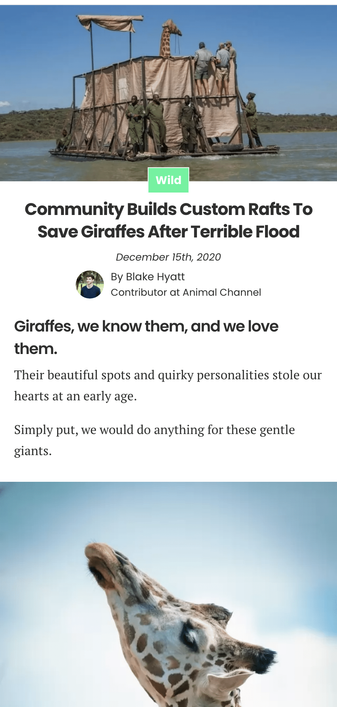 Wild
Community Builds Custom Rafts To
Save Giraffes After Terrible Flood
December 15th, 2020
By Blake Hyatt
Contributor at Animal Channel
Giraffes, we know them, and we love
them.
Their beautiful spots and quirky personalities stole our
hearts at an early age.
Simply put, we would do anything for these gentle
giants.